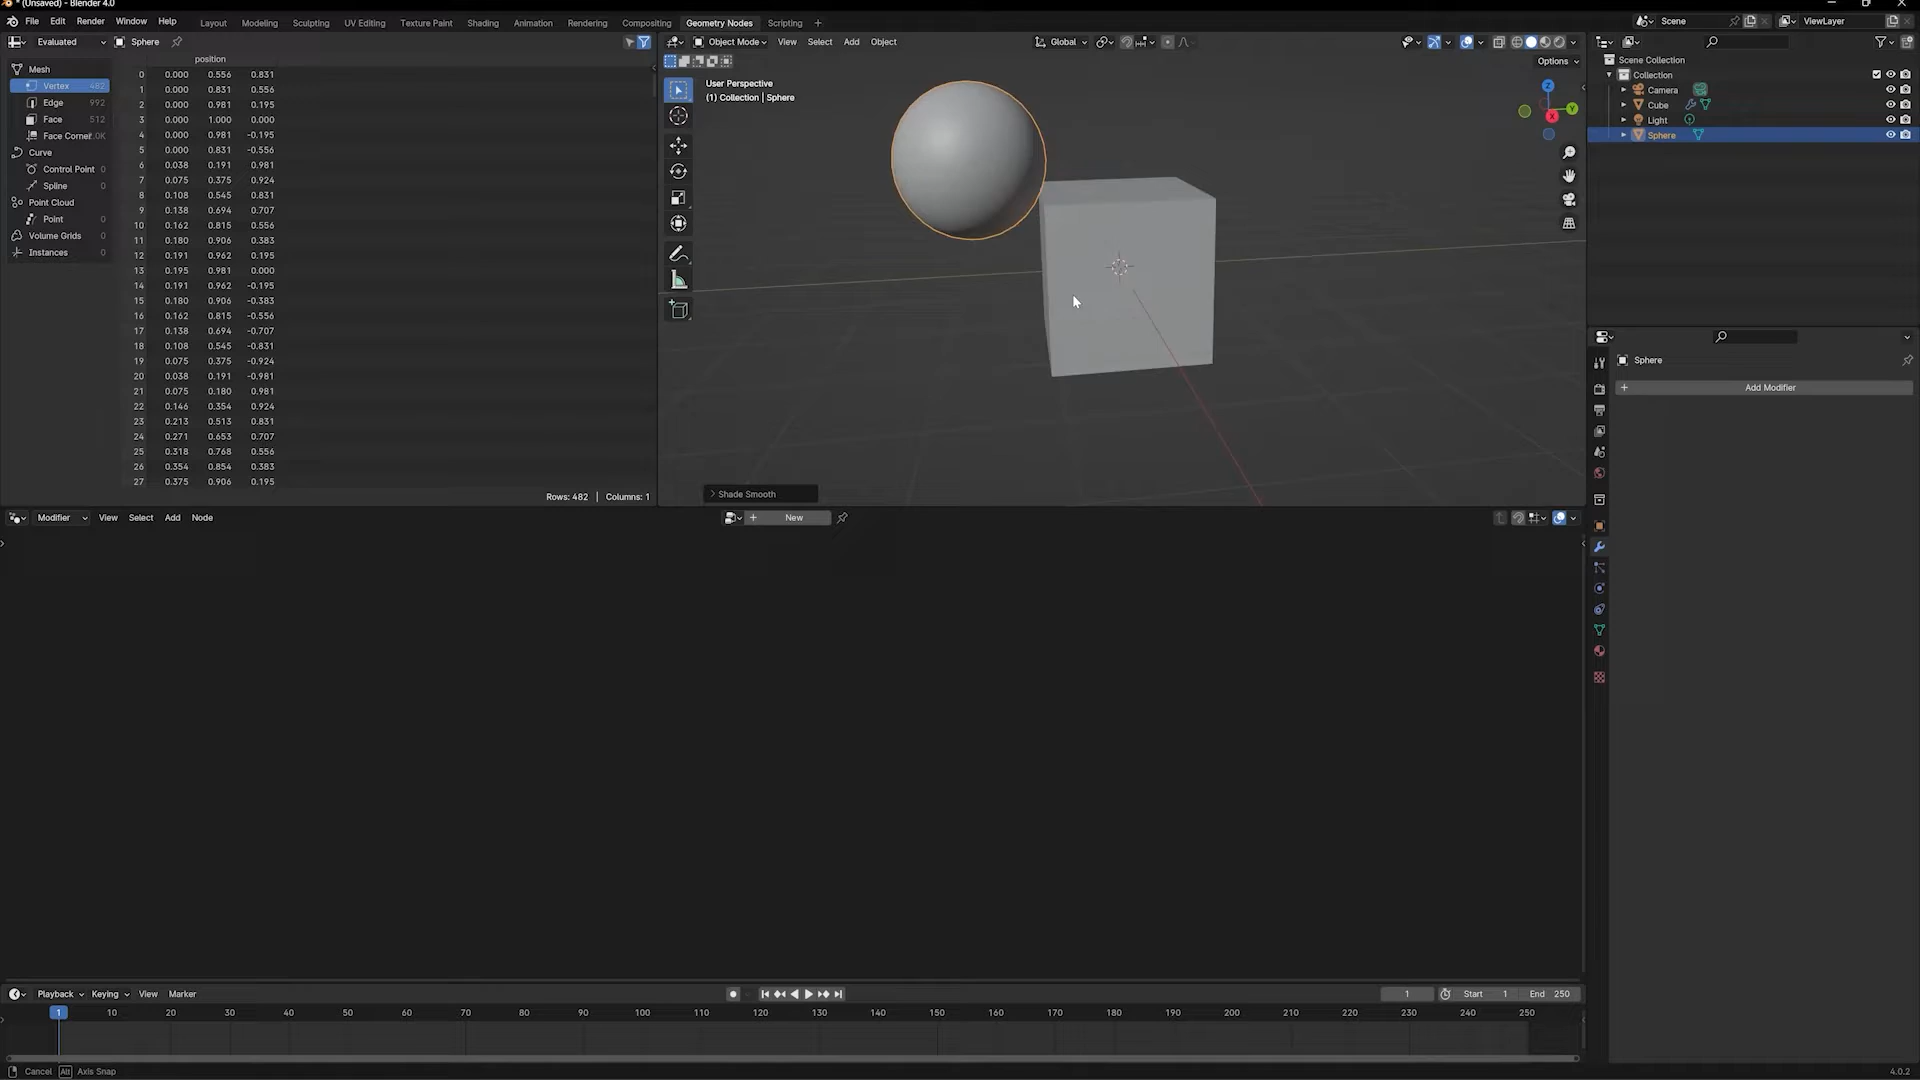 * (Unsaved) - Blender 4.0
File Edit Render Window Help Layout Modeling Sculpting UV Editing Texture Paint Shading Animation Rendering Compositing Geometry Nodes Scripting + Scene ViewLayer
Evaluated Sphere
Object Mode View Select Add Object Global
Options
position
Mesh
Vertex 482
Edge 992
Face 512
Face Corner 2.0K
Curve
Control Point 0
Spline 0
Point Cloud
Point 0
Volume Grids 0
Instances 0
0 0.000 0.556 0.831
1 0.000 0.831 0.556
2 0.000 0.981 0.195
3 0.000 1.000 0.000
4 0.000 0.981 -0.195
5 0.000 0.831 -0.556
6 0.038 0.191 0.981
7 0.075 0.375 0.924
8 0.108 0.545 0.831
9 0.138 0.694 0.707
10 0.162 0.815 0.556
11 0.180 0.906 0.383
12 0.191 0.962 0.195
13 0.195 0.981 0.000
14 0.191 0.962 -0.195
15 0.180 0.906 -0.383
16 0.162 0.815 -0.556
17 0.138 0.694 -0.707
18 0.108 0.545 -0.831
19 0.075 0.375 -0.924
20 0.038 0.191 -0.981
21 0.075 0.180 0.981
22 0.146 0.354 0.924
23 0.213 0.513 0.831
24 0.271 0.653 0.707
25 0.318 0.768 0.556
26 0.354 0.854 0.383
27 0.375 0.906 0.195
Rows: 482 | Columns: 1
User Perspective
(1) Collection | Sphere
Z
Y
X
> Shade Smooth
Scene Collection
Collection
Camera
Cube
Light
Sphere
Sphere
+ Add Modifier
Modifier View Select Add Node
+ New
Playback Keying View Marker
1 Start 1 End 250
1 10 20 30 40 50 60 70 80 90 100 110 120 130 140 150 160 170 180 190 200 210 220 230 240 250
Cancel Alt Axis Snap
4.0.2